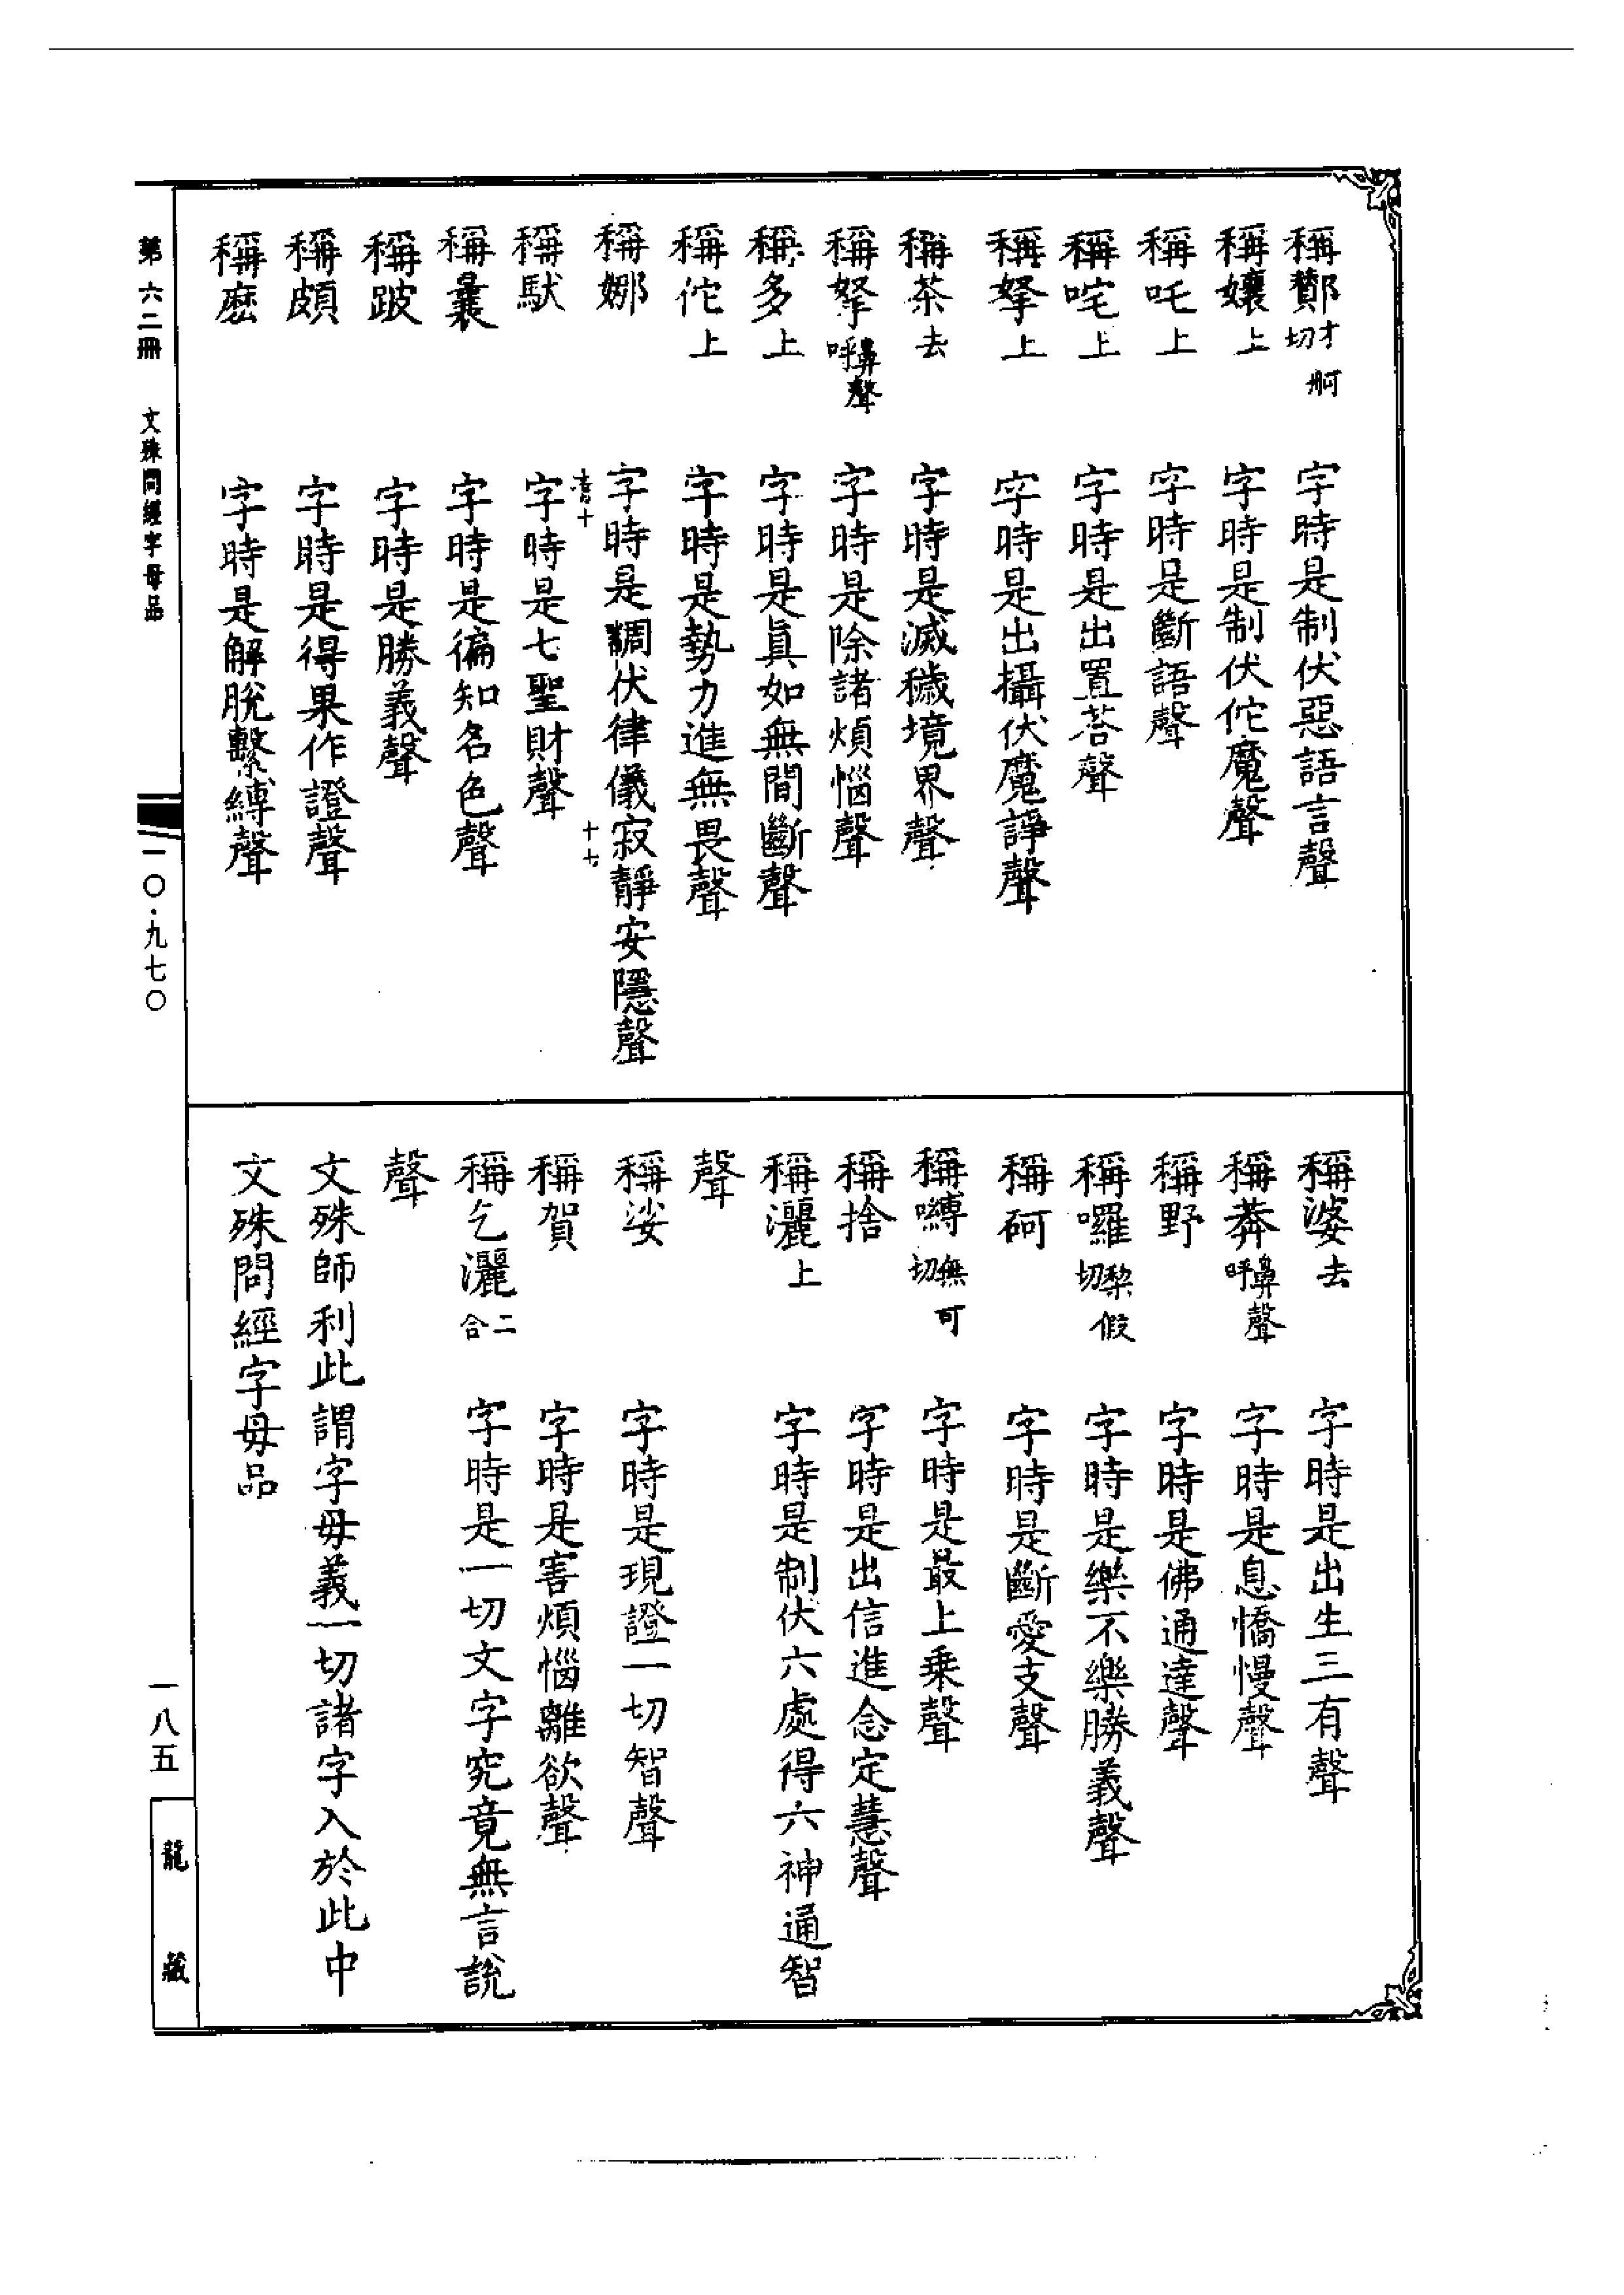 稱酇才舸切字時是制伏惡語言聲
稱孃上字時是制伏佗魔聲
稱吒上字時是斷語聲
稱咤上字時是出置荅聲
稱拏上字時是出攝伏魔諍聲
稱茶去字時是滅穢境界聲
稱拏鼻聲呼字時是除諸煩惱聲
稱多上字時是眞如無間斷聲
稱佗上字時是勢力進無畏聲
稱娜字時是調伏律儀寂靜安隱聲
清十 十七
稱馱字時是七聖財聲
稱曩字時是徧知名色聲
稱跛字時是勝義聲
稱頗字時是得果作證聲
稱麽字時是解脫繫縛聲
稱婆去字時是出生三有聲
稱莽鼻聲呼字時是息憍慢聲
稱野字時是佛通達聲
稱囉黎假切字時是樂不樂勝義聲
稱砢字時是斷愛支聲
稱嚩無可切字時是最上乗聲
稱捨字時是出信進念定慧聲
稱灑上字時是制伏六處得六神通智
聲
稱娑字時是現證一切智聲
稱賀字時是害煩惱離欲聲
稱乞灑二合字時是一切文字究竟無言說
聲
文殊師利此謂字毋義一切諸字入於此中
文殊問經字毋品
第六二冊 文殊問經字母品
一〇·九七〇
一八五
龍藏